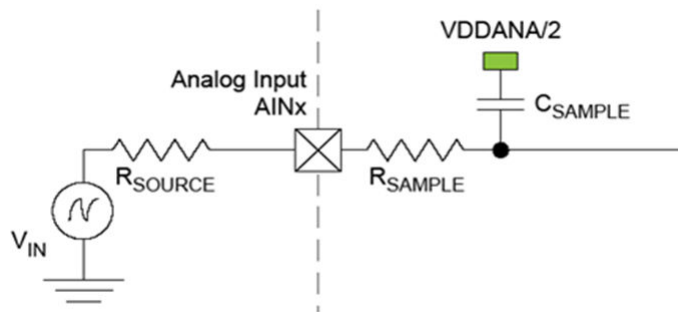 VDDANA/2
Analog Input
AINx
CSAMPLE
RSOURCE
RSAMPLE
VIN